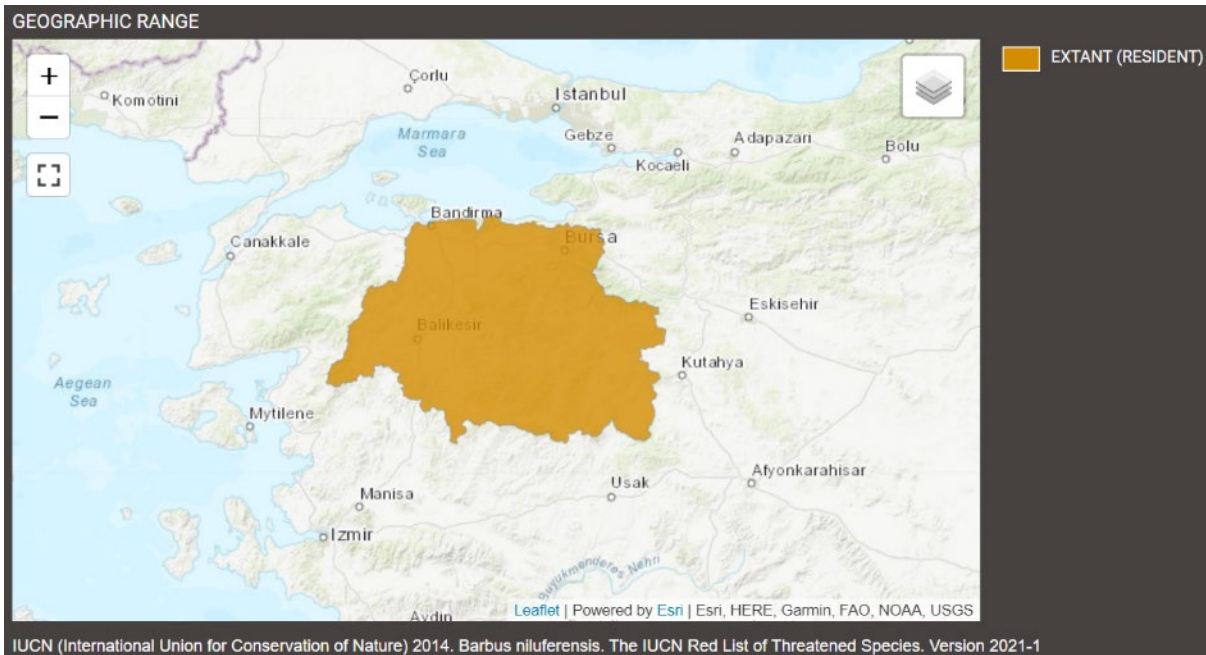 GEOGRAPHIC RANGE
EXTANT (RESIDENT)
+
−
Çorlu
Komotini
Istanbul
Marmara
Sea
Gebze
Adapazari
Kocaeli
Bolu
Bandirma
Canakkale
Bursa
Eskisehir
Balikesir
Kutahya
Aegean
Sea
Mytilene
Afyonkarahisar
Usak
Manisa
Izmir
Buyukmenderes Nehri
Aydin
Leaflet | Powered by Esri | Esri, HERE, Garmin, FAO, NOAA, USGS
IUCN (International Union for Conservation of Nature) 2014. Barbus niluferensis. The IUCN Red List of Threatened Species. Version 2021-1